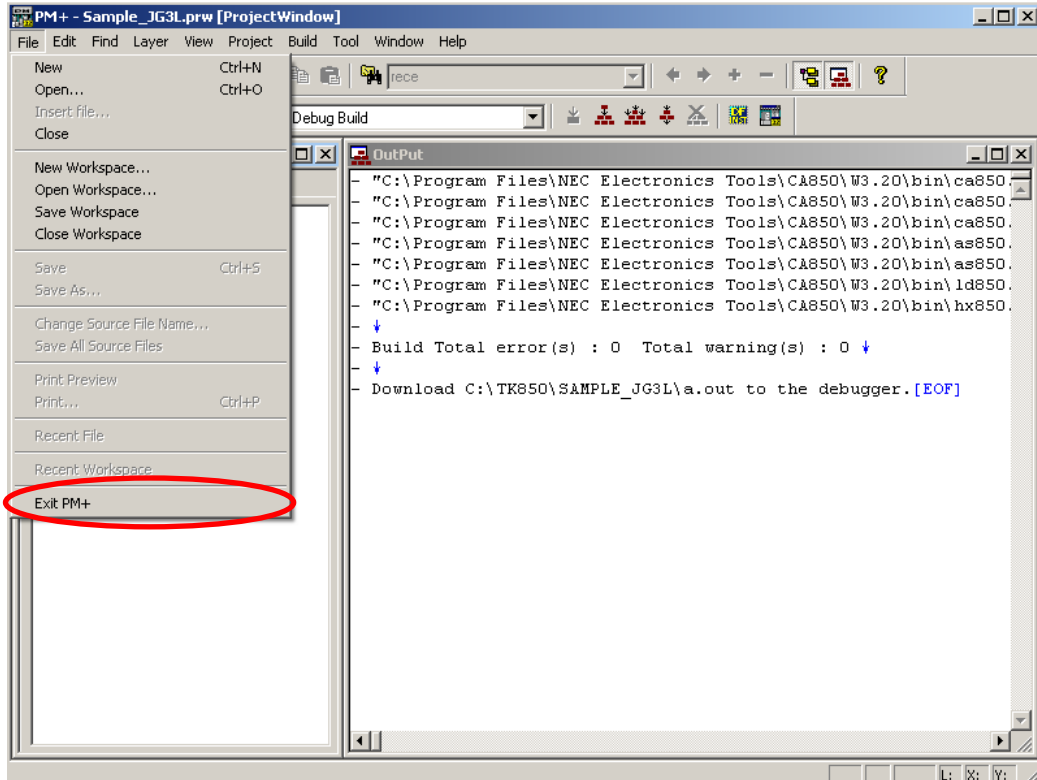 PM+ - Sample_JG3L.prw [ProjectWindow]
File Edit Find Layer View Project Build Tool Window Help
New Ctrl+N
Open... Ctrl+O
Insert file...
Close
New Workspace...
Open Workspace...
Save Workspace
Close Workspace
Save Ctrl+S
Save As...
Change Source File Name...
Save All Source Files
Print Preview
Print... Ctrl+P
Recent File
Recent Workspace
Exit PM+
rece
Debug Build
OutPut
- "C:\Program Files\NEC Electronics Tools\CA850\W3.20\bin\ca850.
- "C:\Program Files\NEC Electronics Tools\CA850\W3.20\bin\ca850.
- "C:\Program Files\NEC Electronics Tools\CA850\W3.20\bin\ca850.
- "C:\Program Files\NEC Electronics Tools\CA850\W3.20\bin\as850.
- "C:\Program Files\NEC Electronics Tools\CA850\W3.20\bin\as850.
- "C:\Program Files\NEC Electronics Tools\CA850\W3.20\bin\ld850.
- "C:\Program Files\NEC Electronics Tools\CA850\W3.20\bin\hx850.
- ↓
- Build Total error(s) : 0 Total warning(s) : 0 ↓
- ↓
- Download C:\TK850\SAMPLE_JG3L\a.out to the debugger.[EOF]
L: X: Y: